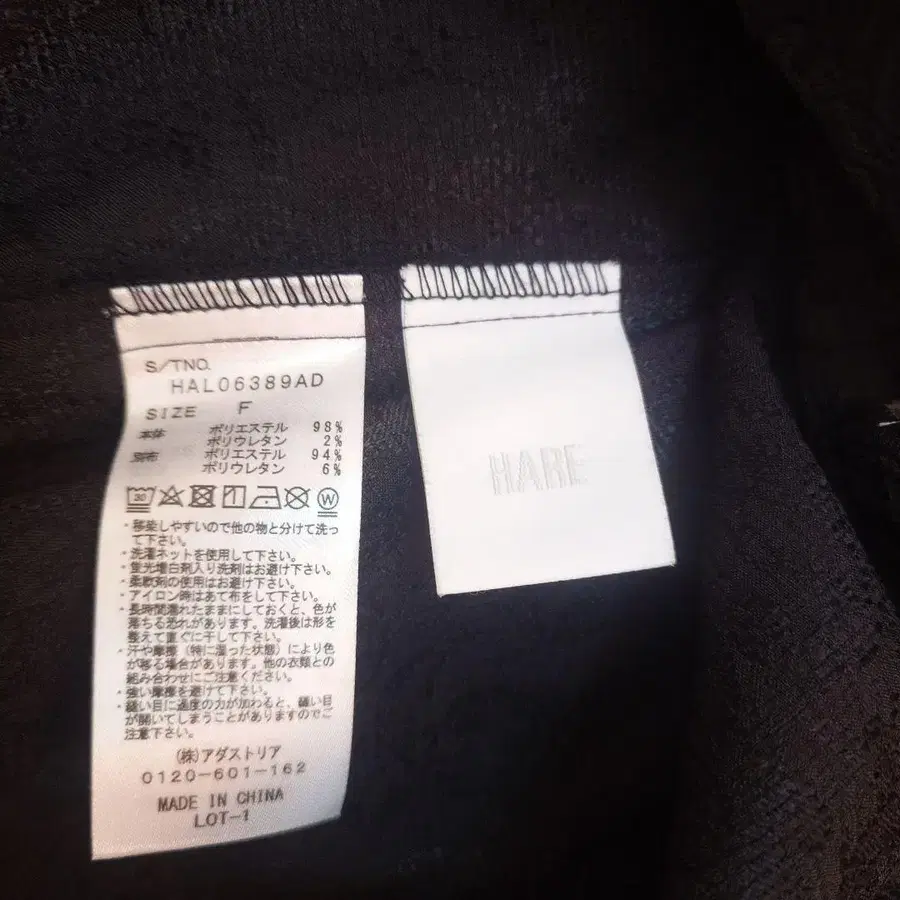 S/TNO.
HAL06389AD
SIZE F
本体 ポリエステル 98%
ポリウレタン 2%
別布 ポリエステル 94%
ポリウレタン 6%
30 W
・移染しやすいので他の物と分けて洗っ
て下さい。
・洗濯ネットを使用して下さい。
・蛍光増白剤入り洗剤はお避け下さい。
・柔軟剤の使用はお避け下さい。
・アイロン時はあて布をして下さい。
・長時間濡れたままにしておくと、色が
落ちる恐れがあります。洗濯後は形を
整えて直ぐに干して下さい。
・汗や摩擦（特に湿った状態）により色
が移る場合があります。他の衣類との
組み合わせにご注意ください。
・強い摩擦を避けて下さい。
・縫い目に過度の力が加わると、縫い目
が開いてしまうことがありますのでご
注意下さい。
(株)アダストリア
0120-601-162
MADE IN CHINA
LOT-1
HARE